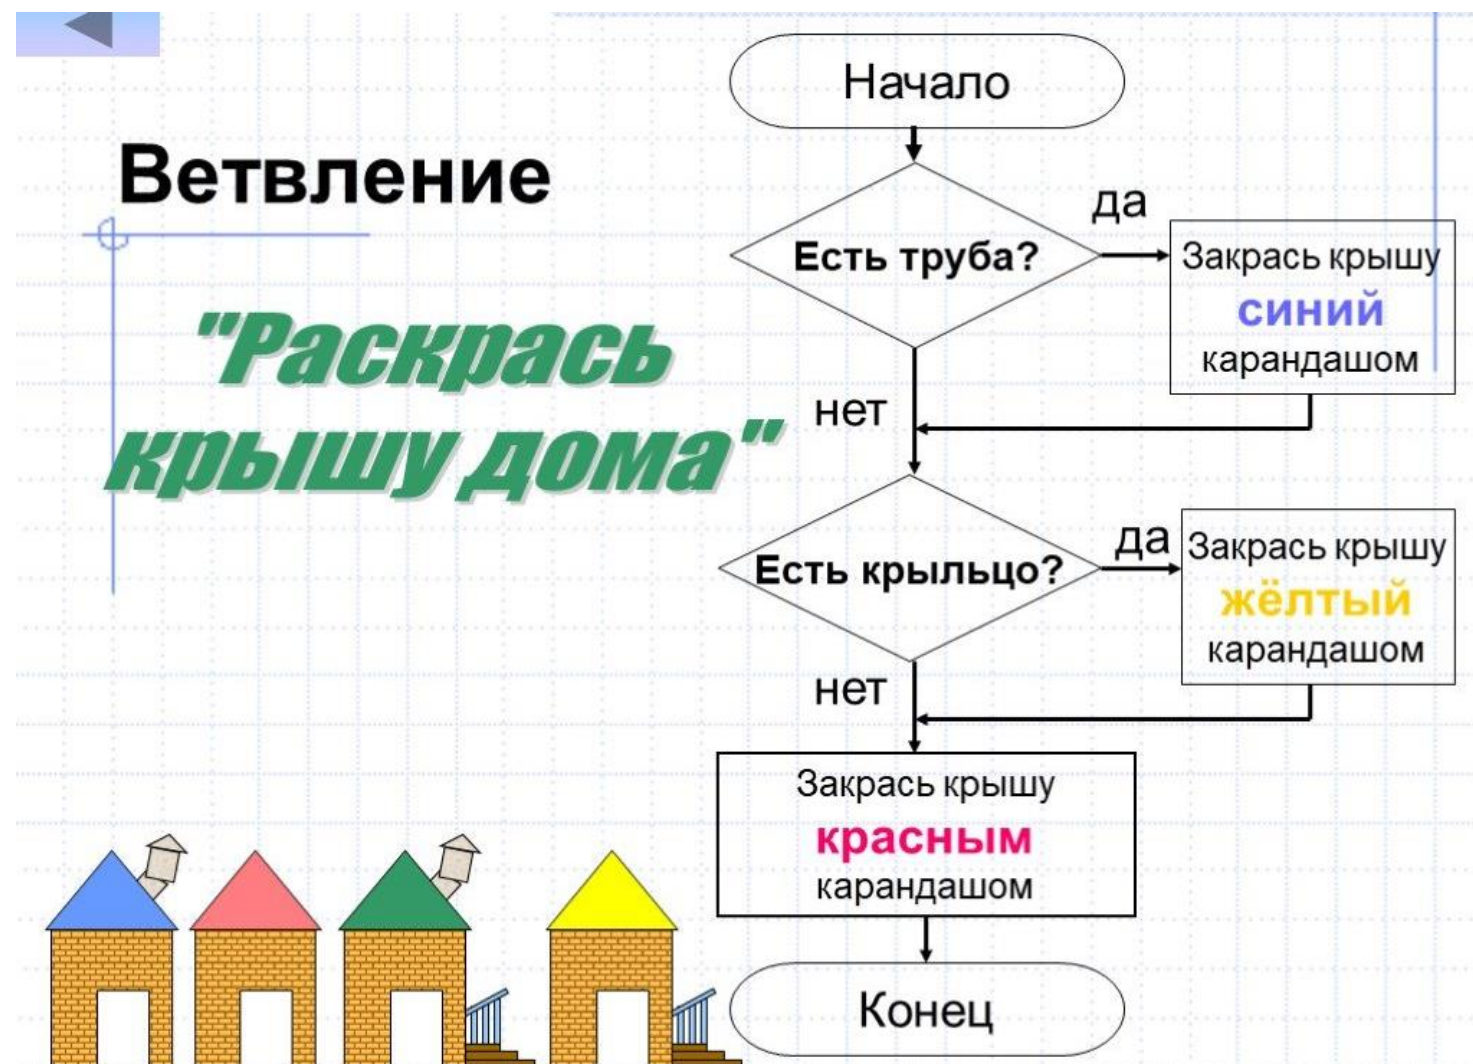 Ветвление
"Раскрась
крышу дома"
Начало
Есть труба?
да
Закрась крышу
синий
карандашом
нет
Есть крыльцо?
да
Закрась крышу
жёлтый
карандашом
нет
Закрась крышу
красным
карандашом
Конец